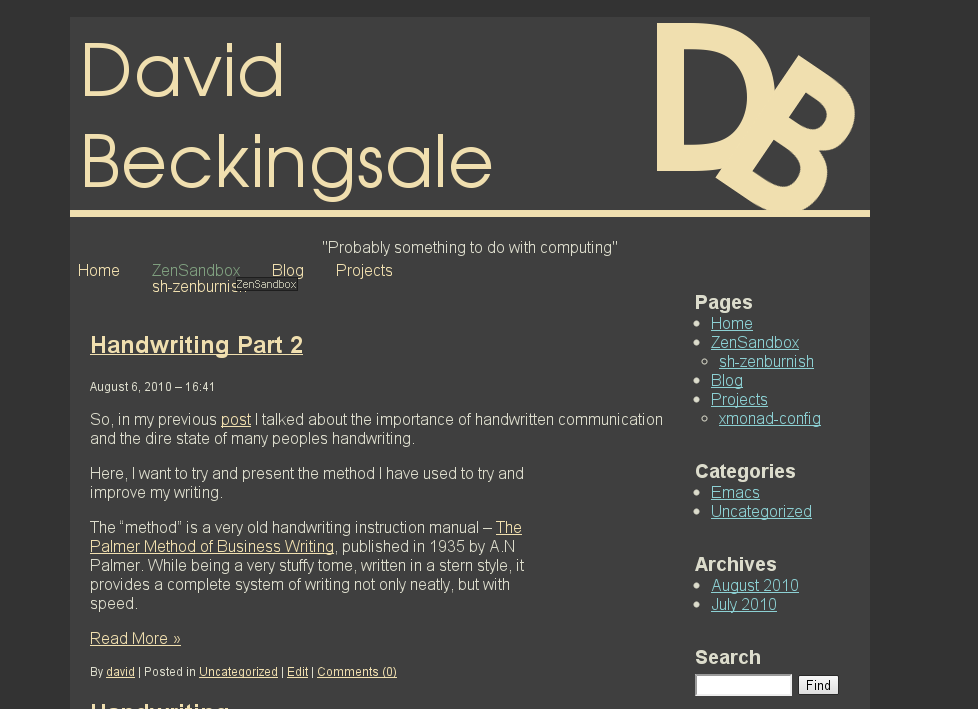 David
Beckingsale
DB
"Probably something to do with computing"
Home ZenSandbox Blog Projects
sh-zenburnish
ZenSandbox
Handwriting Part 2
August 6, 2010 – 16:41
So, in my previous post I talked about the importance of handwritten communication
and the dire state of many peoples handwriting.
Here, I want to try and present the method I have used to try and
improve my writing.
The “method” is a very old handwriting instruction manual – The
Palmer Method of Business Writing, published in 1935 by A.N
Palmer. While being a very stuffy tome, written in a stern style, it
provides a complete system of writing not only neatly, but with
speed.
Read More »
By david | Posted in Uncategorized | Edit | Comments (0)
Handwriting
Pages
Home
ZenSandbox
sh-zenburnish
Blog
Projects
xmonad-config
Categories
Emacs
Uncategorized
Archives
August 2010
July 2010
Search
Find